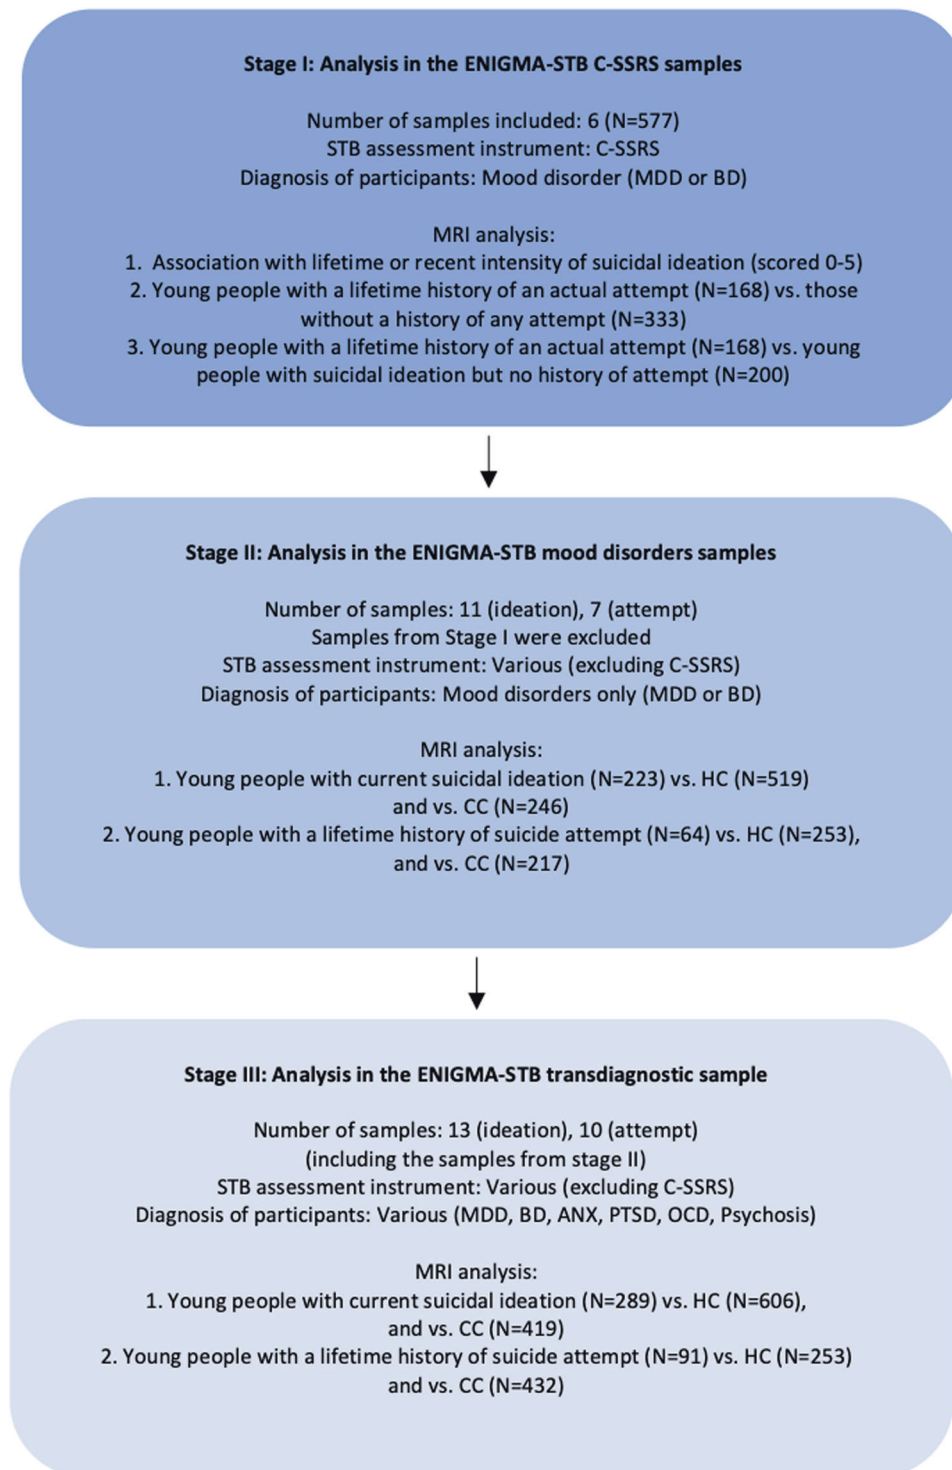 Stage I: Analysis in the ENIGMA-STB C-SSRS samples
Number of samples included: 6 (N=577)
STB assessment instrument: C-SSRS
Diagnosis of participants: Mood disorder (MDD or BD)
MRI analysis:
1. Association with lifetime or recent intensity of suicidal ideation (scored 0-5)
2. Young people with a lifetime history of an actual attempt (N=168) vs. those
without a history of any attempt (N=333)
3. Young people with a lifetime history of an actual attempt (N=168) vs. young
people with suicidal ideation but no history of attempt (N=200)
Stage II: Analysis in the ENIGMA-STB mood disorders samples
Number of samples: 11 (ideation), 7 (attempt)
Samples from Stage I were excluded
STB assessment instrument: Various (excluding C-SSRS)
Diagnosis of participants: Mood disorders only (MDD or BD)
MRI analysis:
1. Young people with current suicidal ideation (N=223) vs. HC (N=519)
and vs. CC (N=246)
2. Young people with a lifetime history of suicide attempt (N=64) vs. HC (N=253),
and vs. CC (N=217)
Stage III: Analysis in the ENIGMA-STB transdiagnostic sample
Number of samples: 13 (ideation), 10 (attempt)
(including the samples from stage II)
STB assessment instrument: Various (excluding C-SSRS)
Diagnosis of participants: Various (MDD, BD, ANX, PTSD, OCD, Psychosis)
MRI analysis:
1. Young people with current suicidal ideation (N=289) vs. HC (N=606),
and vs. CC (N=419)
2. Young people with a lifetime history of suicide attempt (N=91) vs. HC (N=253)
and vs. CC (N=432)